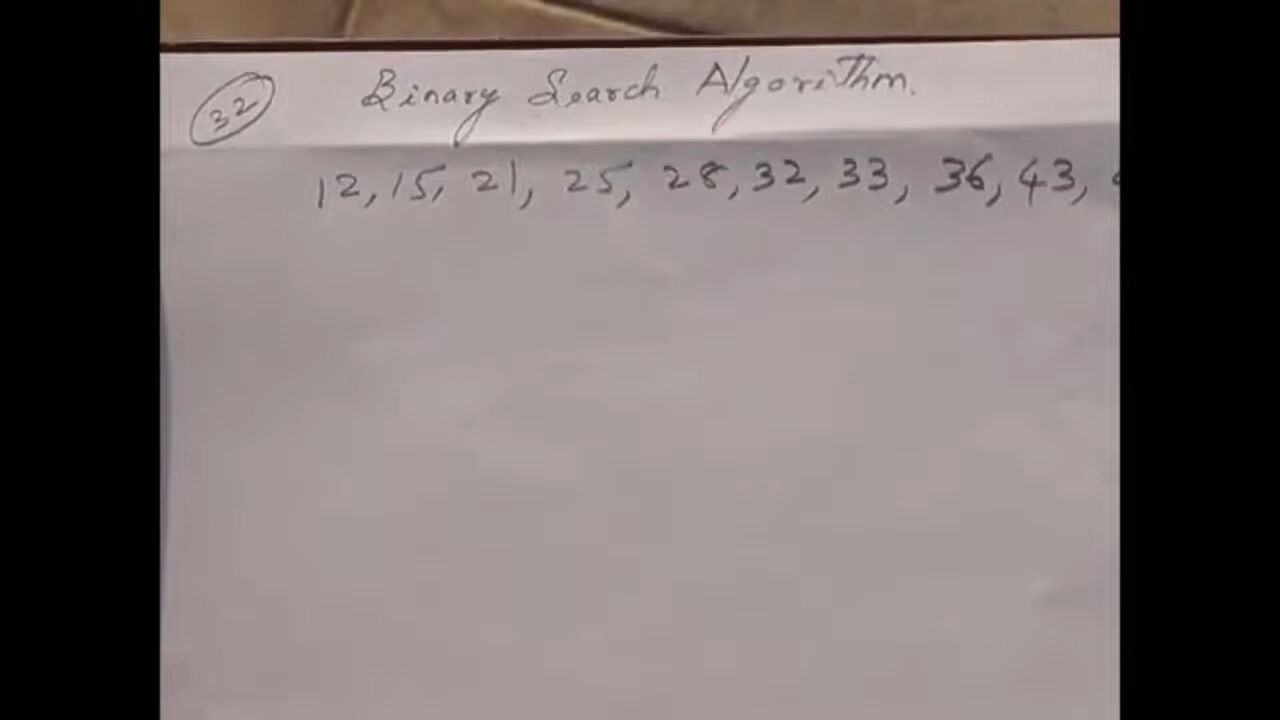 32 Binary Search Algorithm.
12, 15, 21, 25, 28, 32, 33, 36, 43,